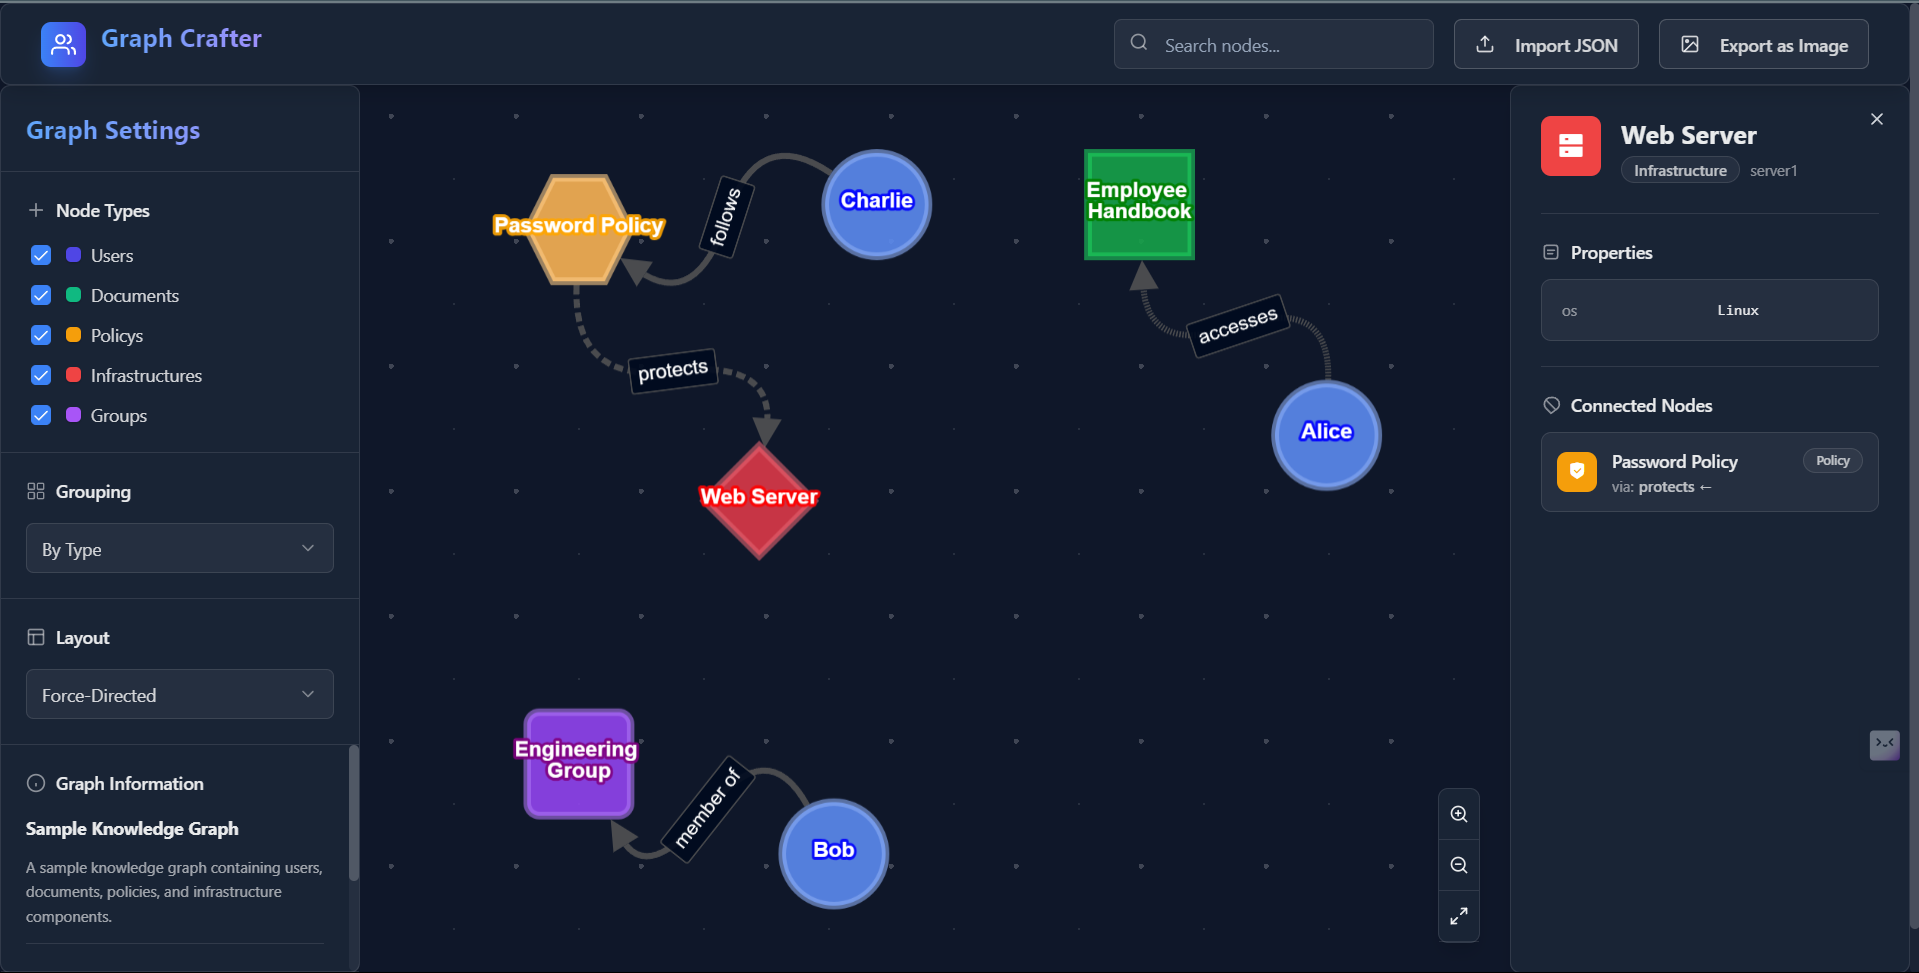 Graph Crafter
Search nodes...
Import JSON
Export as Image
Graph Settings
Node Types
Users
Documents
Policys
Infrastructures
Groups
Grouping
By Type
Layout
Force-Directed
Graph Information
Sample Knowledge Graph
A sample knowledge graph containing users,
documents, policies, and infrastructure
components.
Password Policy
follows
Charlie
Employee
Handbook
accesses
protects
Alice
Web Server
Engineering
Group
member of
Bob
Web Server
Infrastructure
server1
Properties
os
Linux
Connected Nodes
Password Policy
Policy
via: protects ←